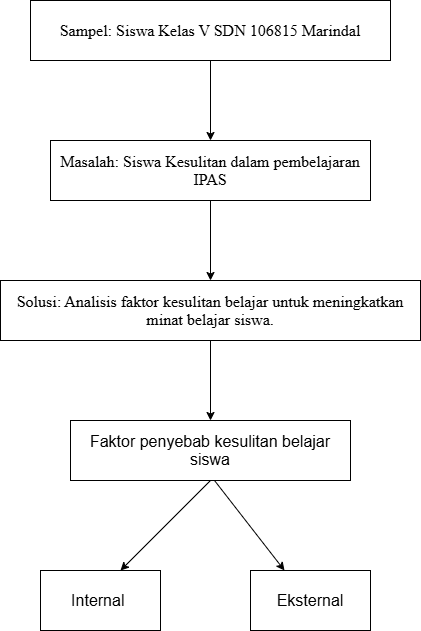 Sampel: Siswa Kelas V SDN 106815 Marindal
Masalah: Siswa Kesulitan dalam pembelajaran
IPAS
Solusi: Analisis faktor kesulitan belajar untuk meningkatkan
minat belajar siswa.
Faktor penyebab kesulitan belajar
siswa
Internal
Eksternal